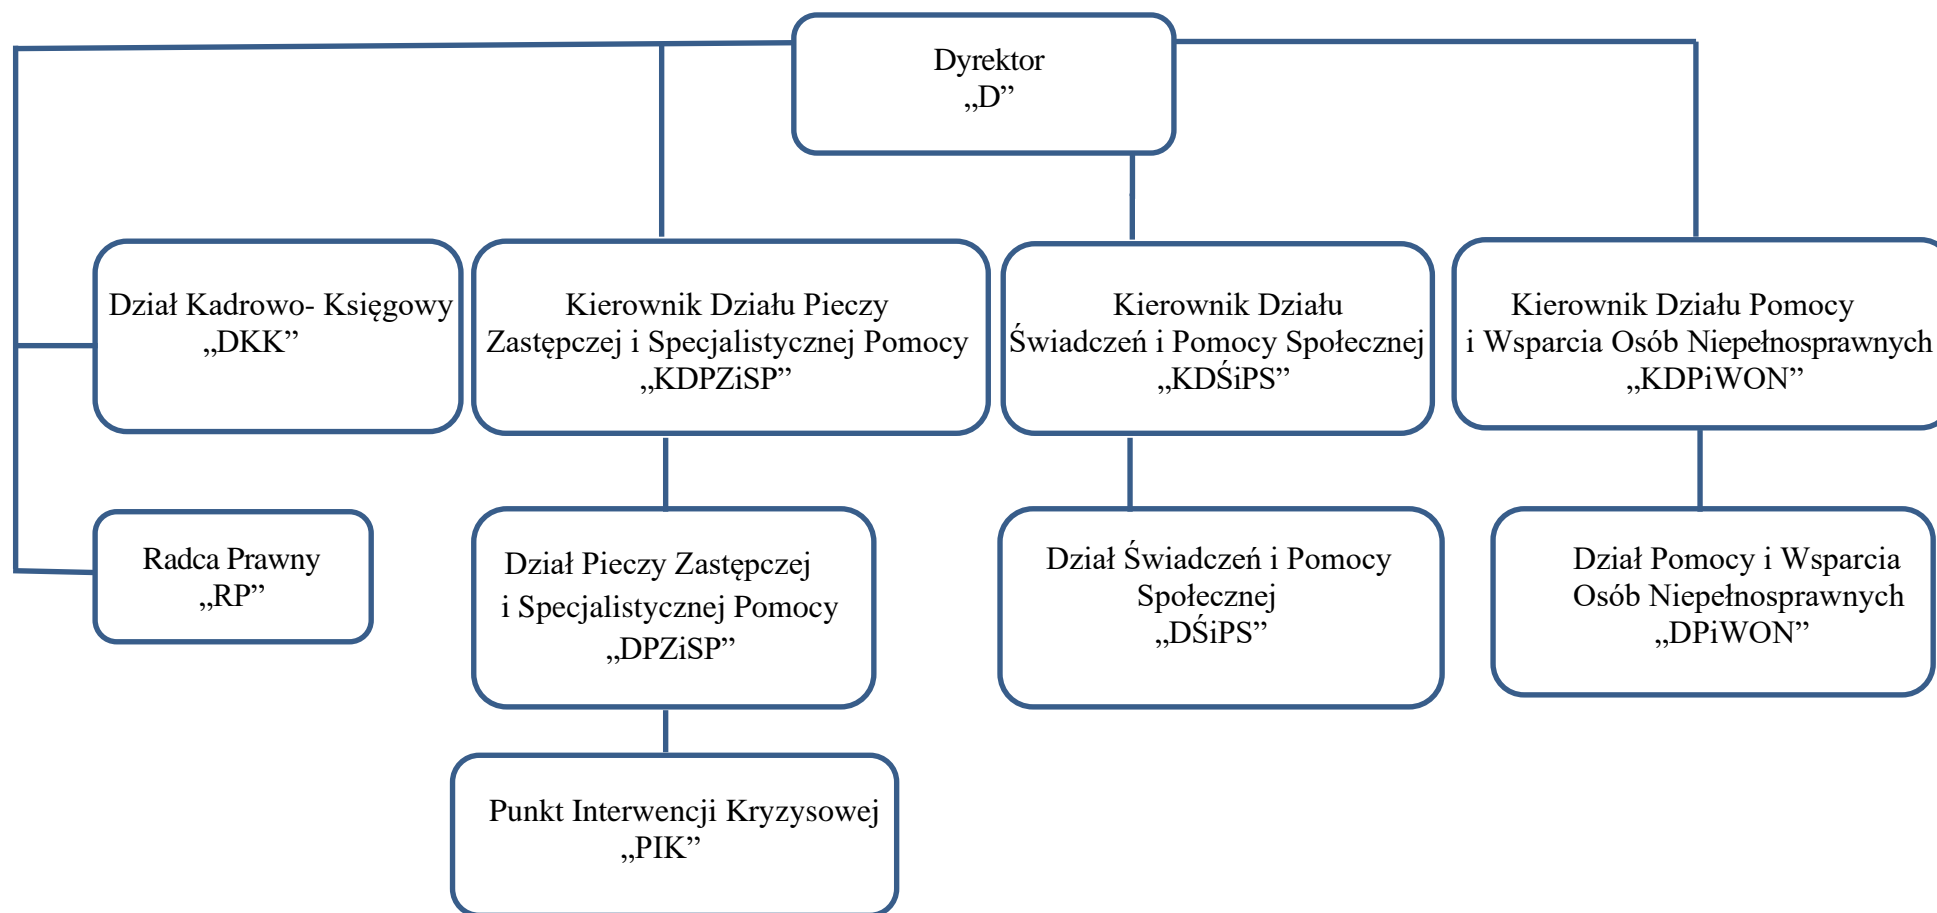 Dyrektor
„D”
Dział Kadrowo- Księgowy
„DKK”
Kierownik Działu Pieczy
Zastępczej i Specjalistycznej Pomocy
„KDPZiSP”
Kierownik Działu
Świadczeń i Pomocy Społecznej
„KDŚiPS”
Kierownik Działu Pomocy
i Wsparcia Osób Niepełnosprawnych
„KDPiWON”
Radca Prawny
„RP”
Dział Pieczy Zastępczej
i Specjalistycznej Pomocy
„DPZiSP”
Dział Świadczeń i Pomocy
Społecznej
„DŚiPS”
Dział Pomocy i Wsparcia
Osób Niepełnosprawnych
„DPiWON”
Punkt Interwencji Kryzysowej
„PIK”